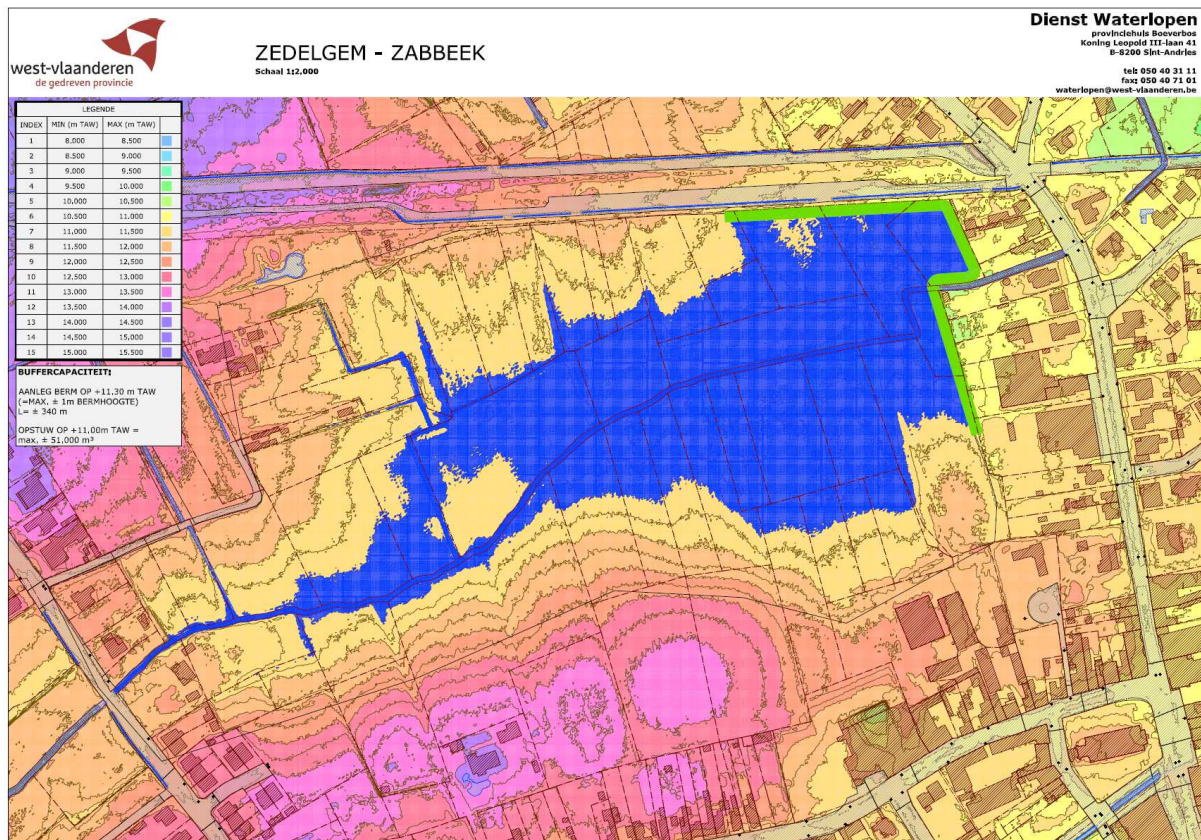 west-vlaanderen
de gedreven provincie
ZEDELGEM - ZABBEEK
Schaal 1:2,000
Dienst Waterlopen
provinciehuis Boeverbos
Koning Leopold III-laan 41
B-8200 Sint-Andries
tel: 050 40 31 11
fax: 050 40 71 01
waterlopen@west-vlaanderen.be
LEGENDE
INDEX MIN (m TAW) MAX (m TAW)
1 8,000 8,500
2 8,500 9,000
3 9,000 9,500
4 9,500 10,000
5 10,000 10,500
6 10,500 11,000
7 11,000 11,500
8 11,500 12,000
9 12,000 12,500
10 12,500 13,000
11 13,000 13,500
12 13,500 14,000
13 14,000 14,500
14 14,500 15,000
15 15,000 15,500
BUFFERCAPACITEIT:
AANLEG BERM OP +11,30 m TAW
(=MAX. ± 1m BERMHOOGTE)
L= ± 340 m
OPSTUW OP +11,00m TAW =
max. ± 51,000 m³